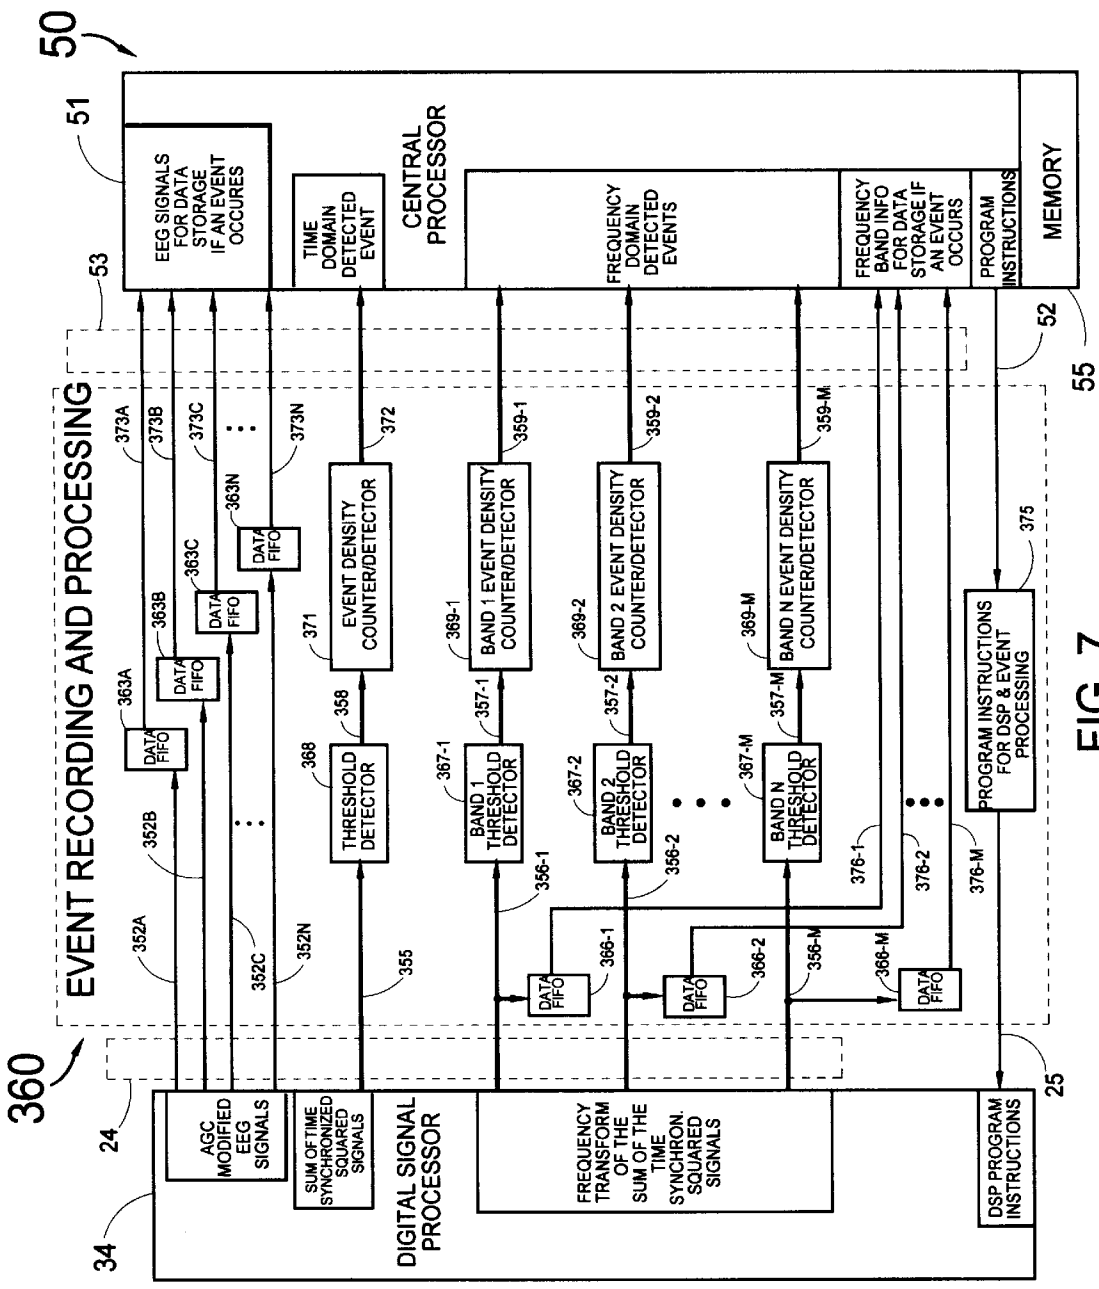 50
EVENT RECORDING AND PROCESSING
360
34
24
53
51
DIGITAL SIGNAL
PROCESSOR
AGC
MODIFIED
EEG
SIGNALS
SUM OF TIME
SYNCHRONIZED
SQUARED
SIGNALS
FREQUENCY
TRANSFORM
OF THE
SUM OF THE
TIME
SYNCHRON.
SQUARED
SIGNALS
DSP PROGRAM
INSTRUCTIONS
352A
352B
352C
352N
363A
DATA
FIFO
363B
DATA
FIFO
363C
DATA
FIFO
363N
DATA
FIFO
373A
373B
373C
373N
EEG SIGNALS
FOR DATA
STORAGE
IF AN EVENT
OCCURES
355
368
THRESHOLD
DETECTOR
358
371
EVENT DENSITY
COUNTER/DETECTOR
372
TIME
DOMAIN
DETECTED
EVENT
CENTRAL
PROCESSOR
356-1
367-1
BAND 1
THRESHOLD
DETECTOR
357-1
369-1
BAND 1 EVENT DENSITY
COUNTER/DETECTOR
359-1
DATA
FIFO
366-1
356-2
367-2
BAND 2
THRESHOLD
DETECTOR
357-2
369-2
BAND 2 EVENT DENSITY
COUNTER/DETECTOR
359-2
FREQUENCY
DOMAIN
DETECTED
EVENTS
DATA
FIFO
366-2
356-M
367-M
BAND N
THRESHOLD
DETECTOR
357-M
369-M
BAND N EVENT DENSITY
COUNTER/DETECTOR
359-M
366-M
DATA
FIFO
376-1
376-2
376-M
FREQUENCY
BAND INFO
FOR DATA
STORAGE IF
AN EVENT
OCCURS
25
PROGRAM INSTRUCTIONS
FOR DSP & EVENT
PROCESSING
375
52
PROGRAM
INSTRUCTIONS
55
MEMORY
FIG. 7